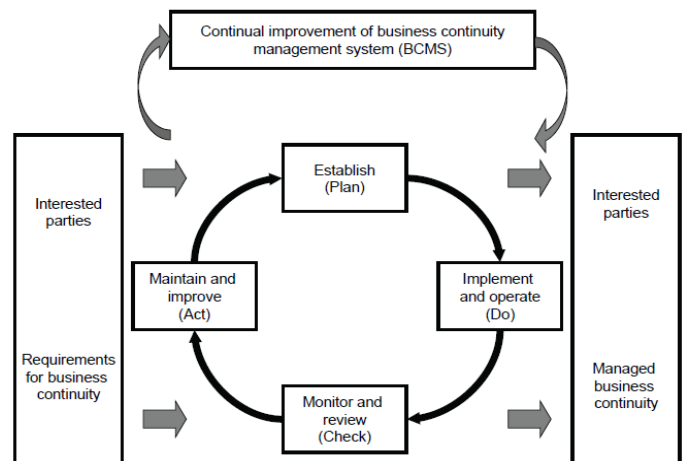 Continual improvement of business continuity
management system (BCMS)
Establish
(Plan)
Interested
parties
Interested
parties
Maintain and
improve
(Act)
Implement
and operate
(Do)
Requirements
for business
continuity
Managed
business
continuity
Monitor and
review
(Check)